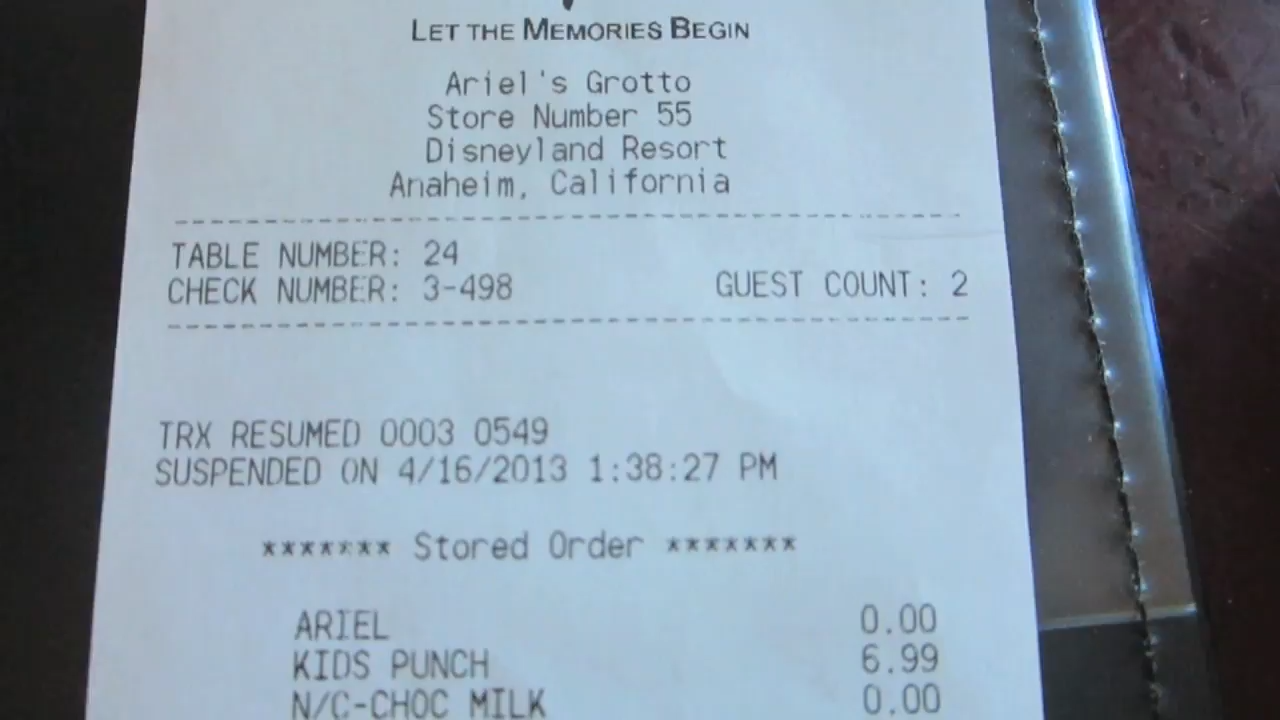 LET THE MEMORIES BEGIN
Ariel's Grotto
Store Number 55
Disneyland Resort
Anaheim, California
--------------------------------------------
TABLE NUMBER: 24
CHECK NUMBER: 3-498 GUEST COUNT: 2
--------------------------------------------
TRX RESUMED 0003 0549
SUSPENDED ON 4/16/2013 1:38:27 PM
******* Stored Order *******
ARIEL 0.00
KIDS PUNCH 6.99
N/C-CHOC MILK 0.00